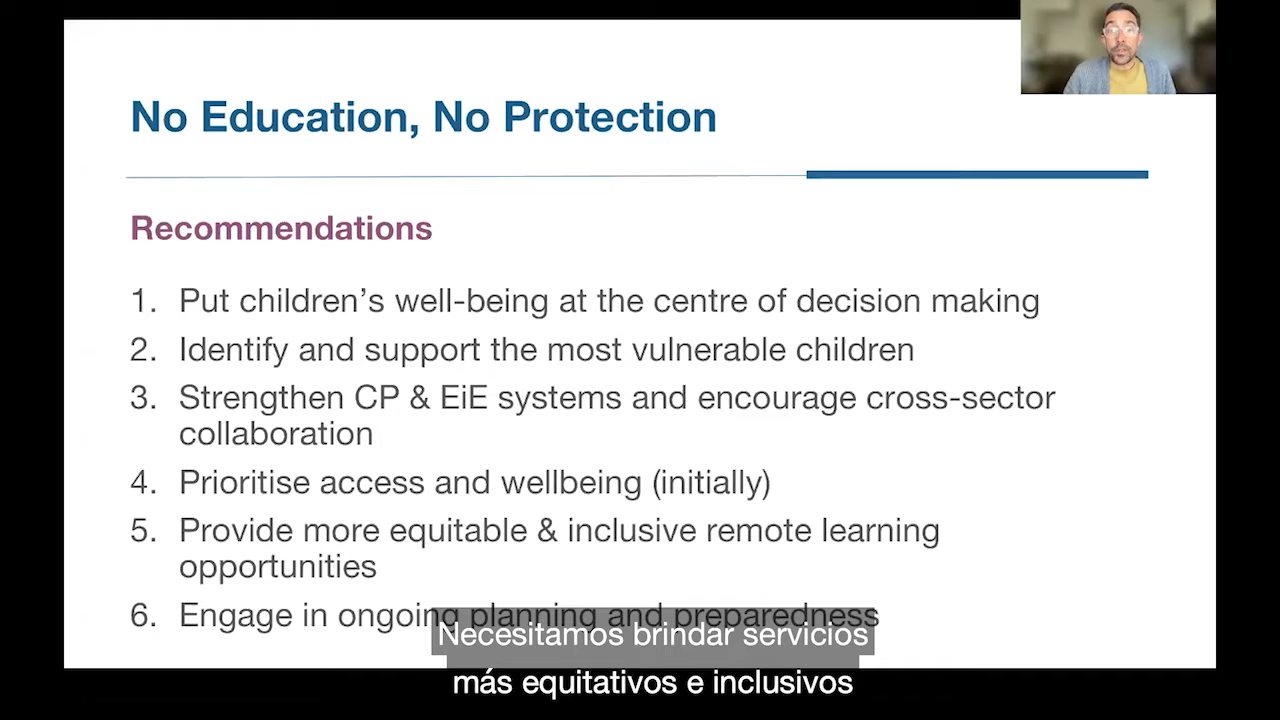 No Education, No Protection
Recommendations
1. Put children’s well-being at the centre of decision making
2. Identify and support the most vulnerable children
3. Strengthen CP & EiE systems and encourage cross-sector
collaboration
4. Prioritise access and wellbeing (initially)
5. Provide more equitable & inclusive remote learning
opportunities
6. Engage in ongoing planning and preparedness
Necesitamos brindar servicios
más equitativos e inclusivos